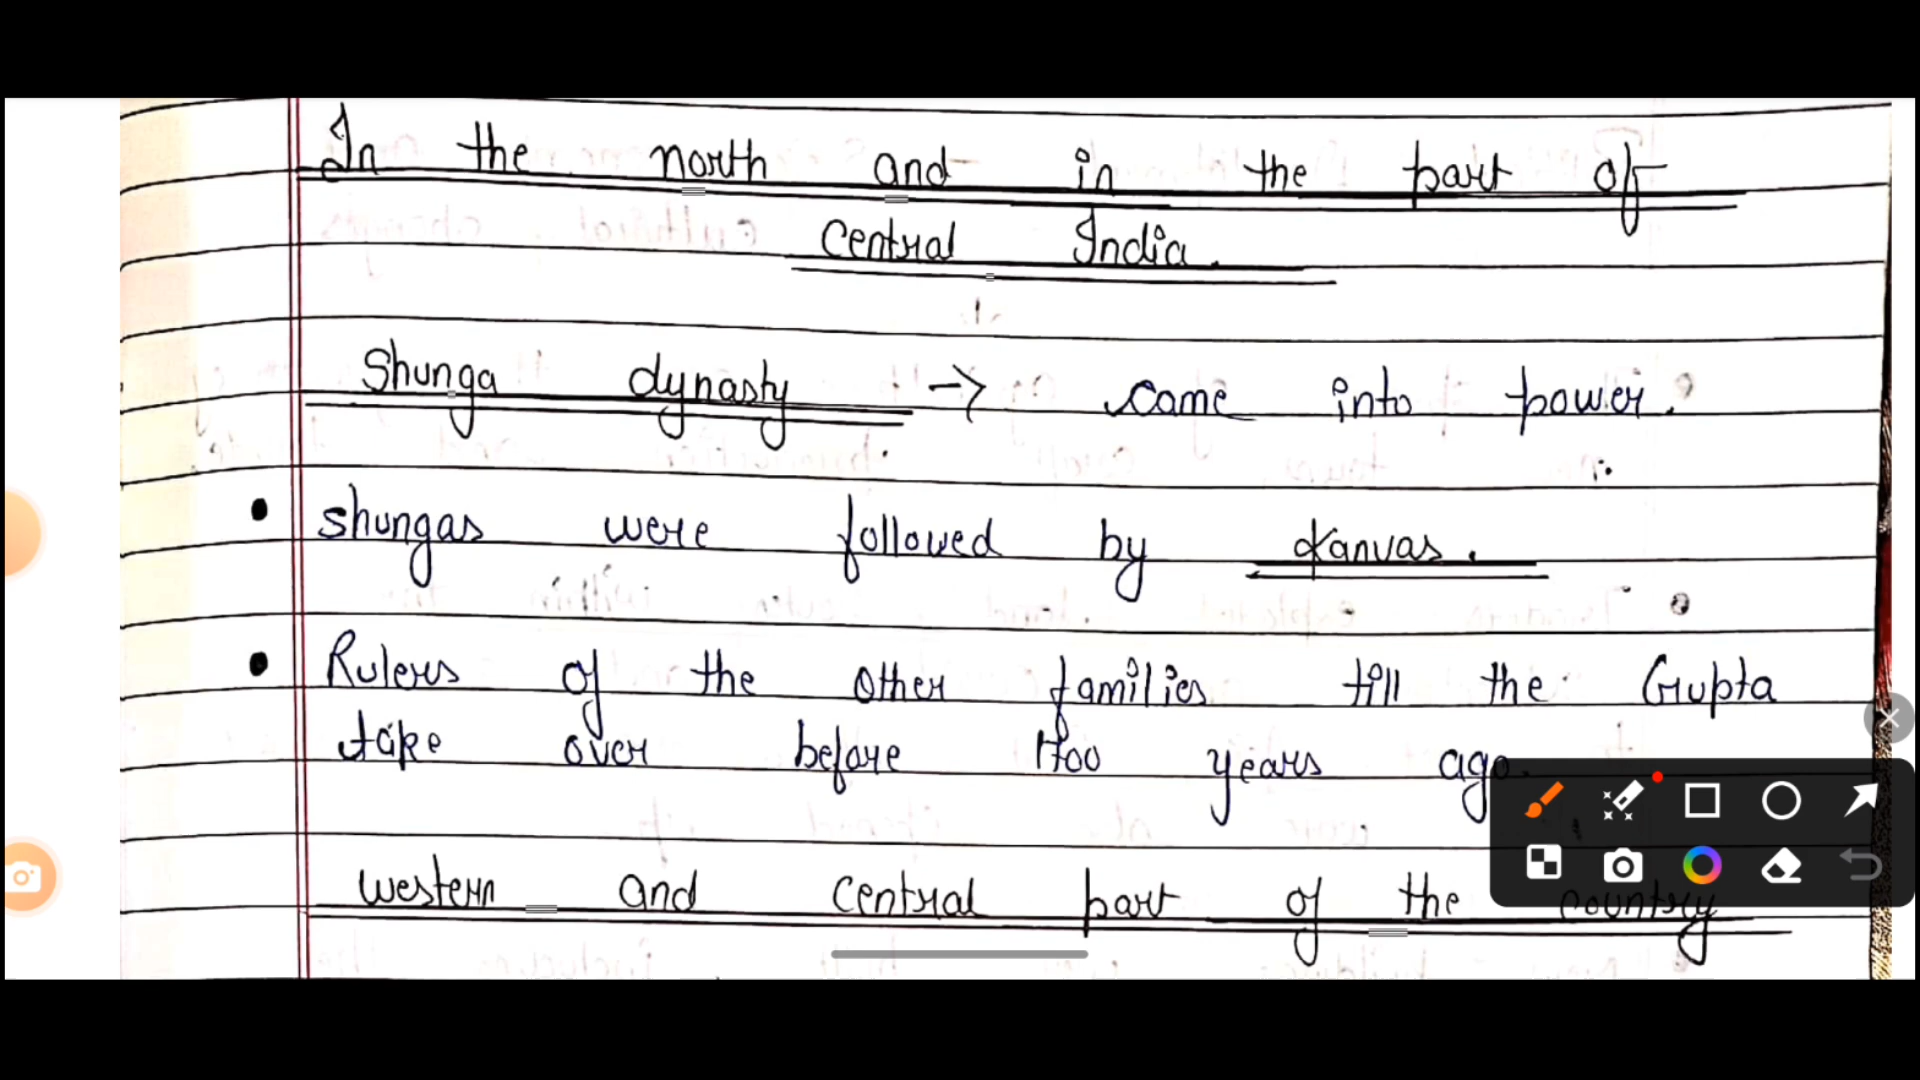 In the north and in the part of
Central India.
Shunga dynasty → came into power.
• shungas were followed by Kanvas.
• Rulers of the other families till the Gupta
take over before 1700 years ago.
western and central part of the country